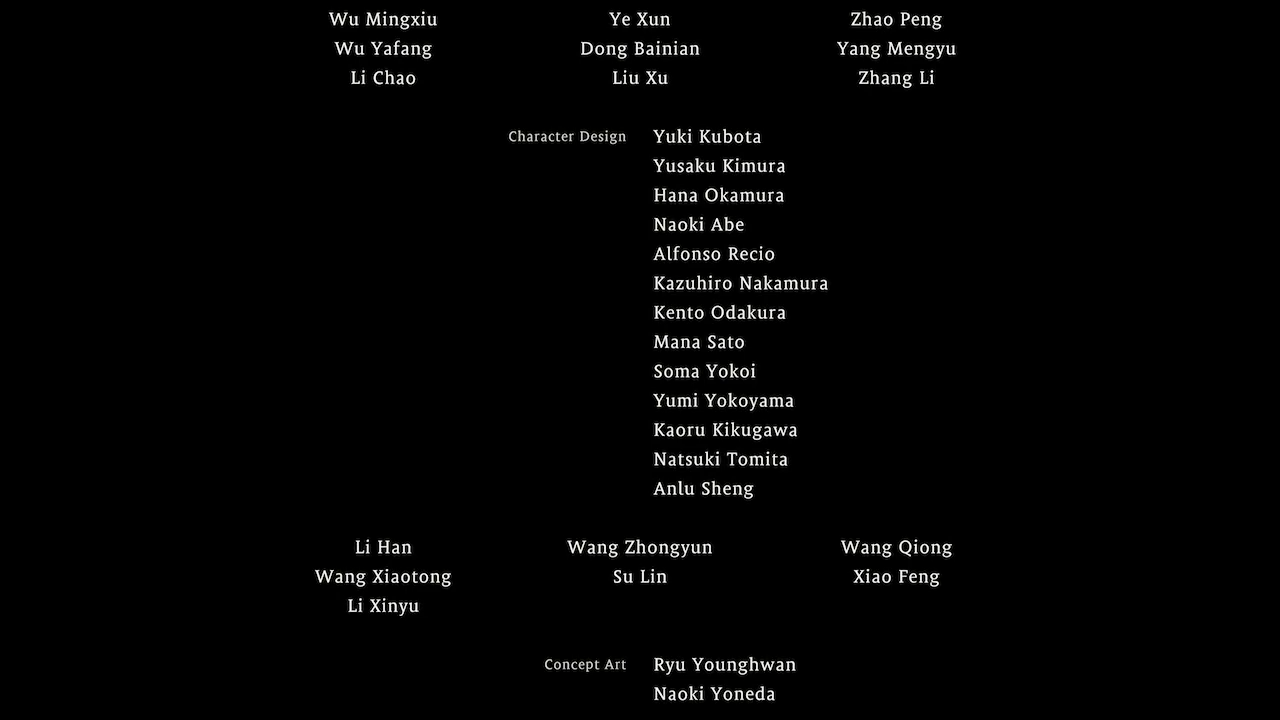 Wu Mingxiu Ye Xun Zhao Peng
Wu Yafang Dong Bainian Yang Mengyu
Li Chao Liu Xu Zhang Li
Character Design Yuki Kubota
Yusaku Kimura
Hana Okamura
Naoki Abe
Alfonso Recio
Kazuhiro Nakamura
Kento Odakura
Mana Sato
Soma Yokoi
Yumi Yokoyama
Kaoru Kikugawa
Natsuki Tomita
Anlu Sheng
Li Han Wang Zhongyun Wang Qiong
Wang Xiaotong Su Lin Xiao Feng
Li Xinyu
Concept Art Ryu Younghwan
Naoki Yoneda